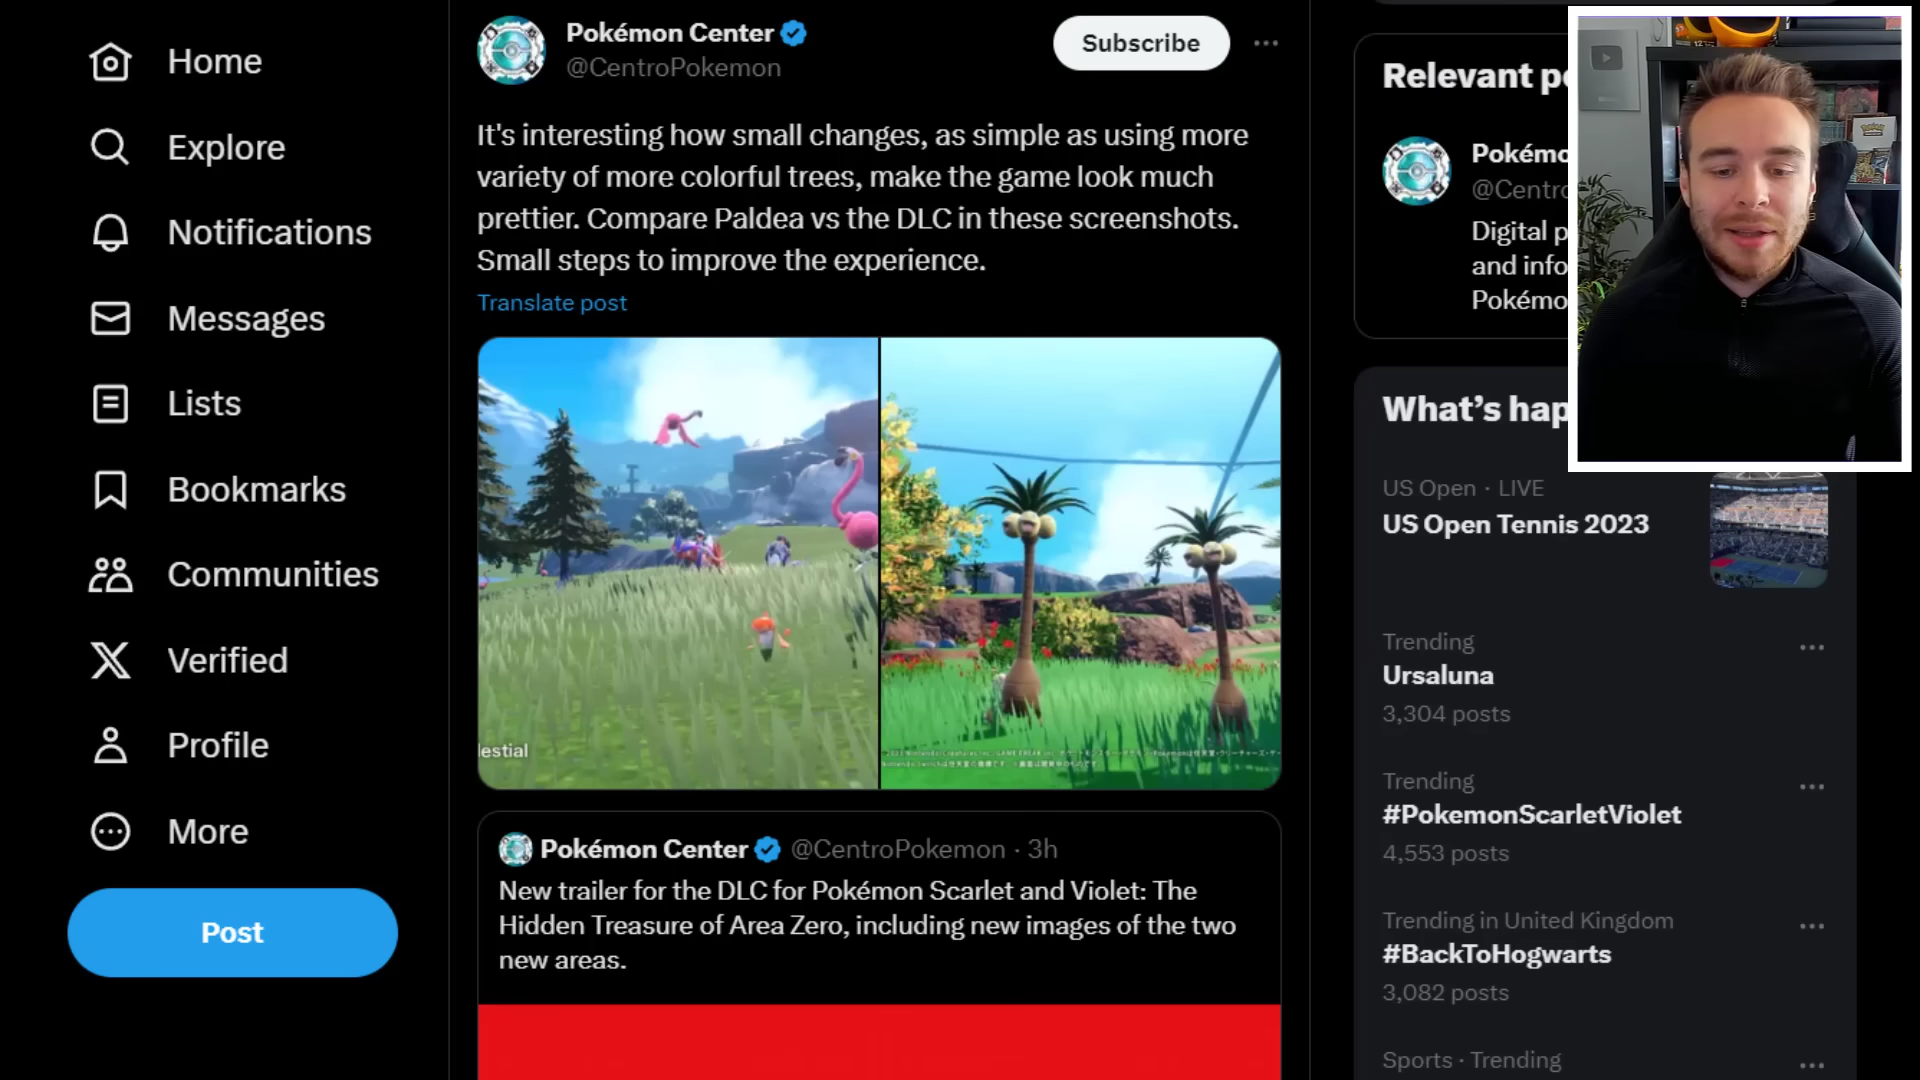 Home
Explore
Notifications
Messages
Lists
Bookmarks
Communities
Verified
Profile
More
Post
Pokémon Center
@CentroPokemon
Subscribe
It's interesting how small changes, as simple as using more
variety of more colorful trees, make the game look much
prettier. Compare Paldea vs the DLC in these screenshots.
Small steps to improve the experience.
Translate post
lestial
Pokémon Center @CentroPokemon · 3h
New trailer for the DLC for Pokémon Scarlet and Violet: The
Hidden Treasure of Area Zero, including new images of the two
new areas.
Relevant pe
Pokémo
@Centro
Digital p
and info
Pokémo
What's hap
US Open · LIVE
US Open Tennis 2023
Trending
Ursaluna
3,304 posts
Trending
#PokemonScarletViolet
4,553 posts
Trending in United Kingdom
#BackToHogwarts
3,082 posts
Sports · Trending